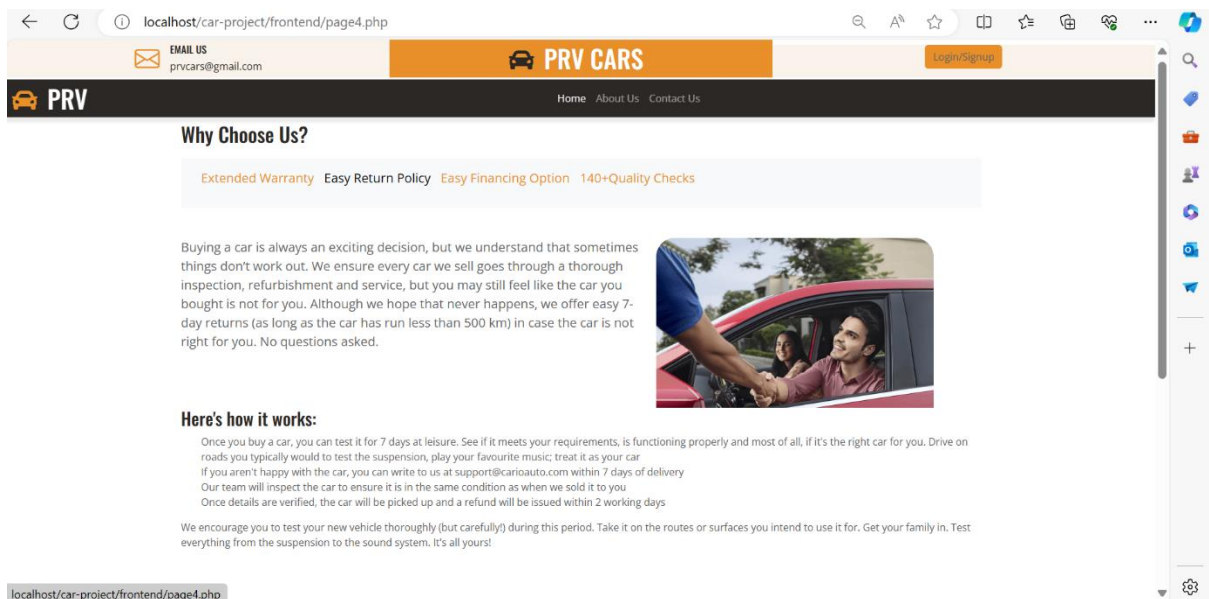 localhost/car-project/frontend/page4.php
EMAIL US
prvcars@gmail.com
PRV CARS
Login/Signup
PRV
Home About Us Contact Us
Why Choose Us?
Extended Warranty Easy Return Policy Easy Financing Option 140+Quality Checks
Buying a car is always an exciting decision, but we understand that sometimes
things don't work out. We ensure every car we sell goes through a thorough
inspection, refurbishment and service, but you may still feel like the car you
bought is not for you. Although we hope that never happens, we offer easy 7-
day returns (as long as the car has run less than 500 km) in case the car is not
right for you. No questions asked.
Here's how it works:
Once you buy a car, you can test it for 7 days at leisure. See if it meets your requirements, is functioning properly and most of all, if it's the right car for you. Drive on
roads you typically would to test the suspension, play your favourite music; treat it as your car
If you aren't happy with the car, you can write to us at support@carioauto.com within 7 days of delivery
Our team will inspect the car to ensure it is in the same condition as when we sold it to you
Once details are verified, the car will be picked up and a refund will be issued within 2 working days
We encourage you to test your new vehicle thoroughly (but carefully!) during this period. Take it on the routes or surfaces you intend to use it for. Get your family in. Test
everything from the suspension to the sound system. It's all yours!
localhost/car-project/frontend/page4.php